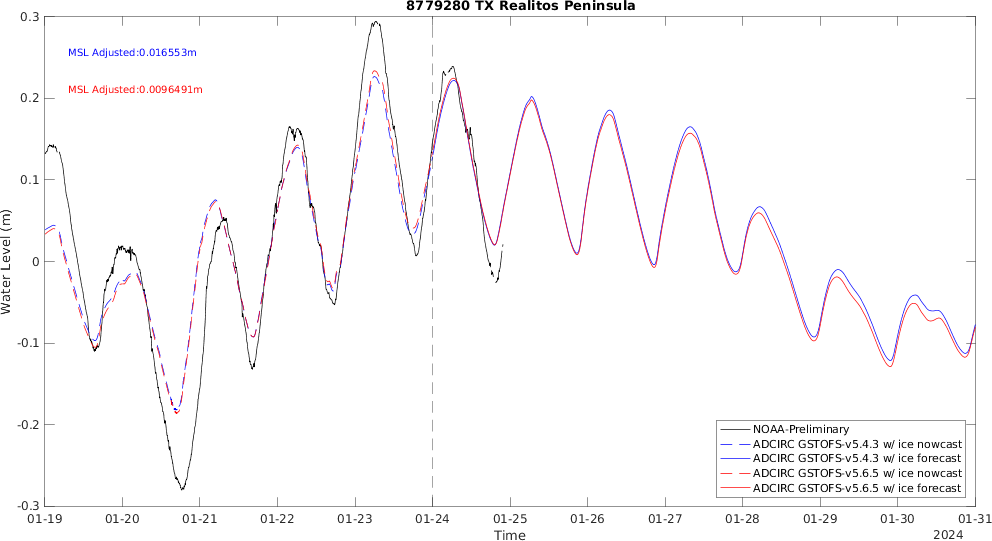 8779280 TX Realitos Peninsula
MSL Adjusted:0.016553m
MSL Adjusted:0.0096491m
Water Level (m)
0.3
0.2
0.1
0
-0.1
-0.2
-0.3
NOAA-Preliminary
ADCIRC GSTOFS-v5.4.3 w/ ice nowcast
ADCIRC GSTOFS-v5.4.3 w/ ice forecast
ADCIRC GSTOFS-v5.6.5 w/ ice nowcast
ADCIRC GSTOFS-v5.6.5 w/ ice forecast
01-19 01-20 01-21 01-22 01-23 01-24 01-25 01-26 01-27 01-28 01-29 01-30 01-31
Time
2024